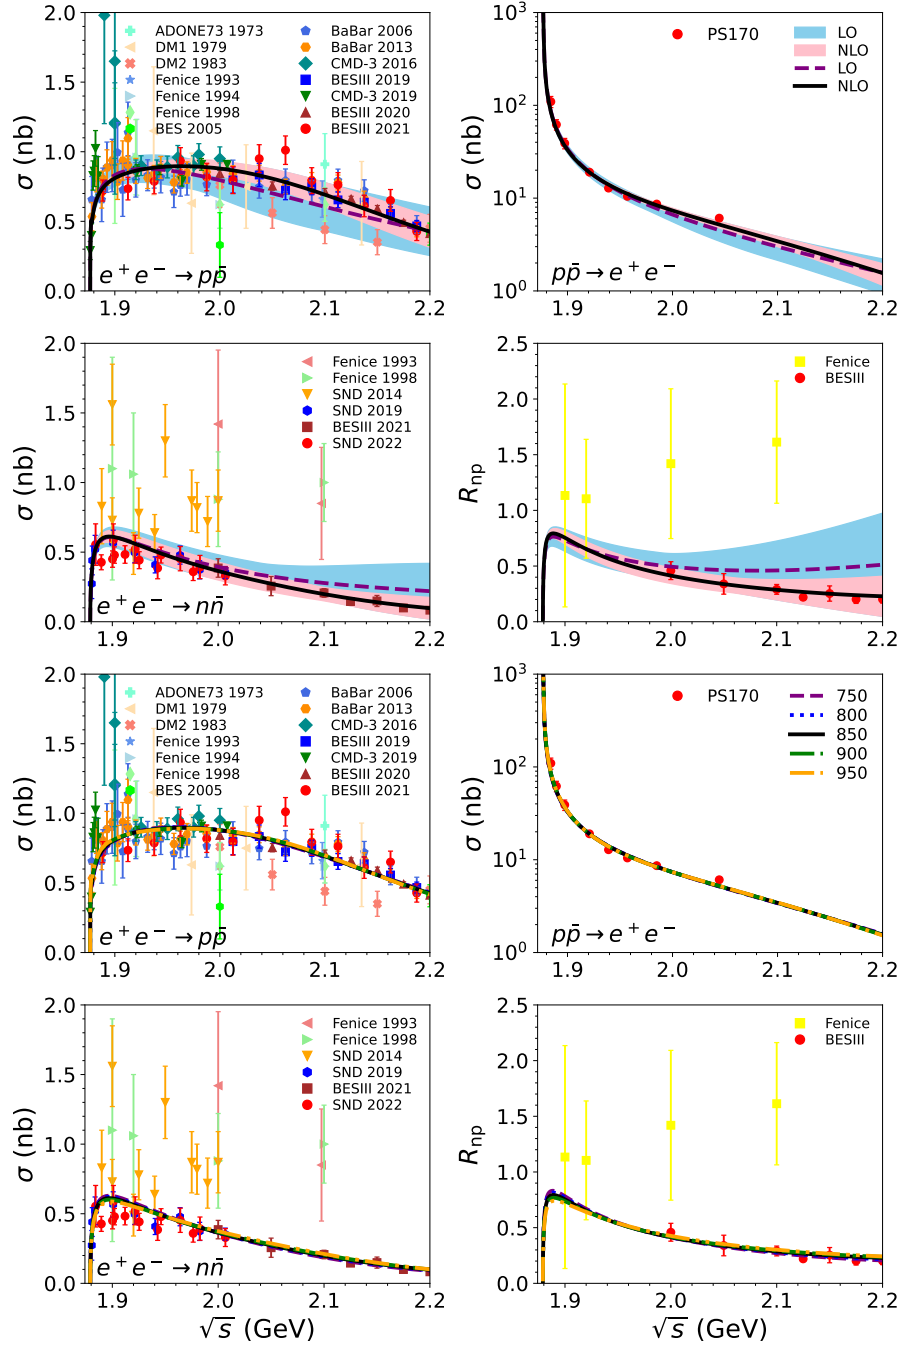 σ (nb)
2.0
1.5
1.0
0.5
0.0
ADONE73 1973
DM1 1979
DM2 1983
Fenice 1993
Fenice 1994
Fenice 1998
BES 2005
BaBar 2006
BaBar 2013
CMD-3 2016
BESIII 2019
CMD-3 2019
BESIII 2020
BESIII 2021
e⁺e⁻ → pp̄
1.9 2.0 2.1 2.2
σ (nb)
10³
10²
10¹
10⁰
PS170
LO
NLO
LO
NLO
pp̄ → e⁺e⁻
1.9 2.0 2.1 2.2
σ (nb)
2.0
1.5
1.0
0.5
0.0
Fenice 1993
Fenice 1998
SND 2014
SND 2019
BESIII 2021
SND 2022
e⁺e⁻ → nn̄
1.9 2.0 2.1 2.2
Rnp
2.5
2.0
1.5
1.0
0.5
0.0
Fenice
BESIII
1.9 2.0 2.1 2.2
σ (nb)
2.0
1.5
1.0
0.5
0.0
ADONE73 1973
DM1 1979
DM2 1983
Fenice 1993
Fenice 1994
Fenice 1998
BES 2005
BaBar 2006
BaBar 2013
CMD-3 2016
BESIII 2019
CMD-3 2019
BESIII 2020
BESIII 2021
e⁺e⁻ → pp̄
1.9 2.0 2.1 2.2
σ (nb)
10³
10²
10¹
10⁰
PS170
750
800
850
900
950
pp̄ → e⁺e⁻
1.9 2.0 2.1 2.2
σ (nb)
2.0
1.5
1.0
0.5
0.0
Fenice 1993
Fenice 1998
SND 2014
SND 2019
BESIII 2021
SND 2022
e⁺e⁻ → nn̄
1.9 2.0 2.1 2.2
√s (GeV)
Rnp
2.5
2.0
1.5
1.0
0.5
0.0
Fenice
BESIII
1.9 2.0 2.1 2.2
√s (GeV)